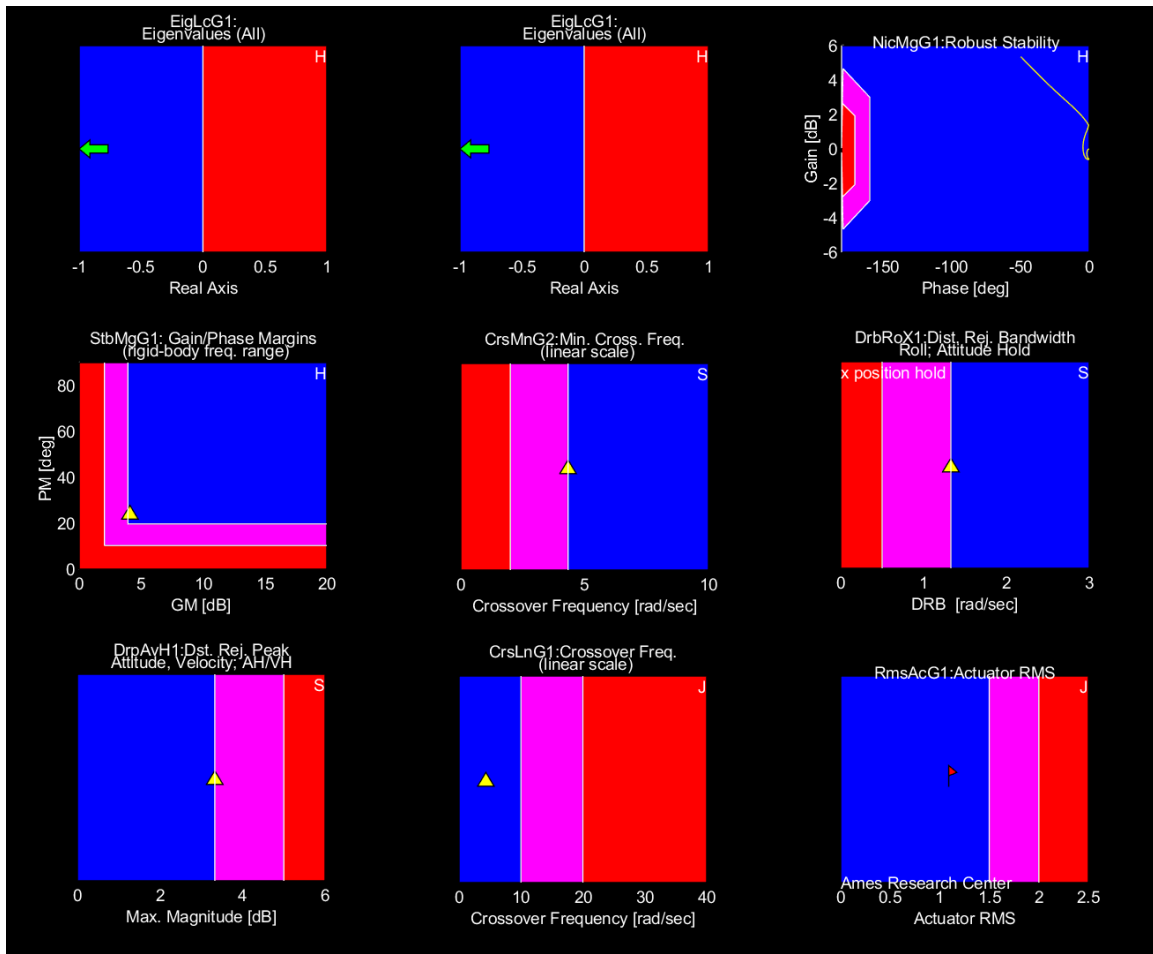 EigLcG1:
Eigenvalues (All)
H
-1 -0.5 0 0.5 1
Real Axis
EigLcG1:
Eigenvalues (All)
H
-1 -0.5 0 0.5 1
Real Axis
NicMgG1:Robust Stability
H
6
4
2
0
-2
-4
-6
Gain [dB]
-150 -100 -50 0
Phase [deg]
StbMgG1: Gain/Phase Margins
(rigid-body freq. range)
H
80
60
40
20
0
PM [deg]
0 5 10 15 20
GM [dB]
CrsMnG2:Min. Cross. Freq.
(linear scale)
S
0 5 10
Crossover Frequency [rad/sec]
DrbRoX1:Dist. Rej. Bandwidth
Roll; Attitude Hold
x position hold
S
0 1 2 3
DRB [rad/sec]
DrpAvH1:Dst. Rej. Peak
Attitude, Velocity; AH/VH
S
0 2 4 6
Max. Magnitude [dB]
CrsLnG1:Crossover Freq.
(linear scale)
J
0 10 20 30 40
Crossover Frequency [rad/sec]
RmsAcG1:Actuator RMS
J
Ames Research Center
0 0.5 1 1.5 2 2.5
Actuator RMS